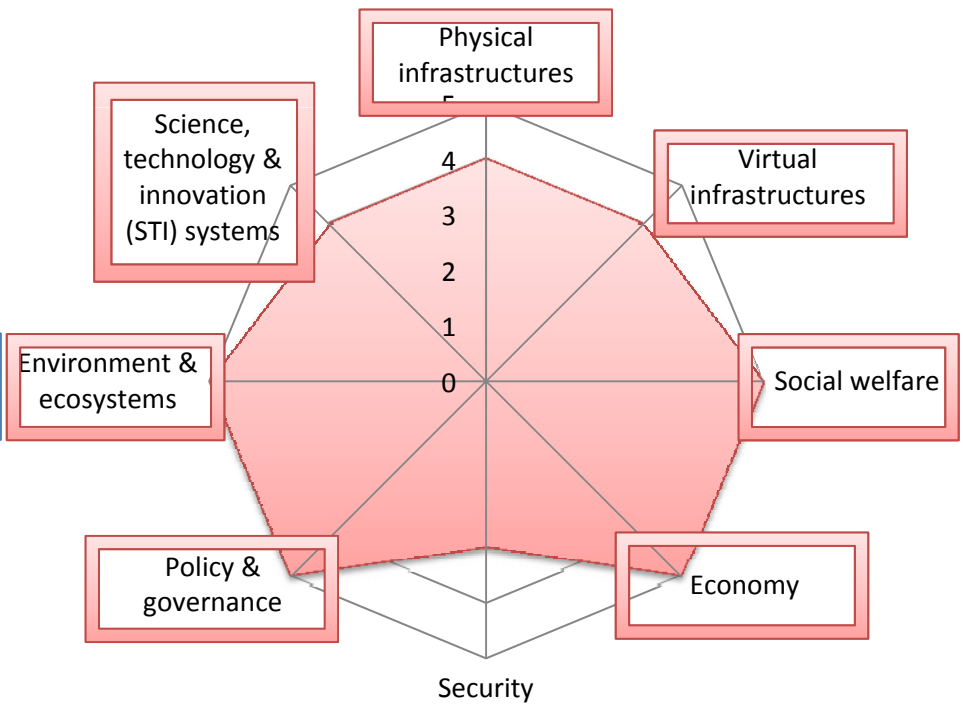 Physical
infrastructures
Science,
technology &
innovation
(STI) systems
Virtual
infrastructures
4
3
2
1
0
Environment &
ecosystems
Social welfare
Policy &
governance
Economy
Security